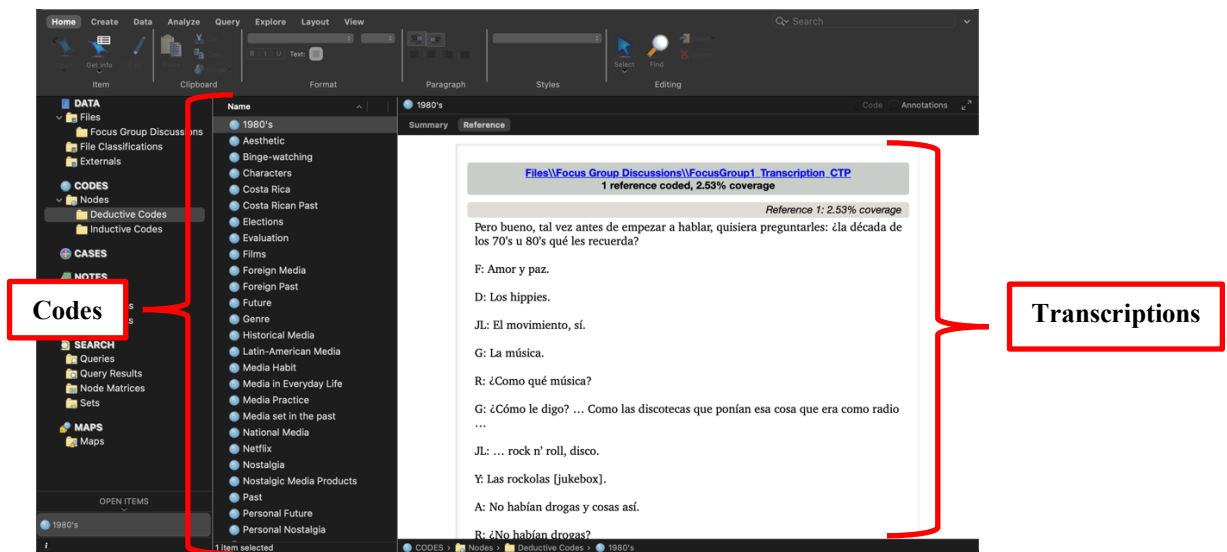 Home Create Data Analyze Query Explore Layout View
Search
Get Info
B I U Text:
Select Find
Item Clipboard Format Paragraph Styles Editing
DATA
Files
Focus Group Discussions
File Classifications
Externals
CODES
Nodes
Deductive Codes
Inductive Codes
CASES
NOTES
SEARCH
Queries
Query Results
Node Matrices
Sets
MAPS
Maps
OPEN ITEMS
1980's
Codes
Name
1980's
Aesthetic
Binge-watching
Characters
Costa Rica
Costa Rican Past
Elections
Evaluation
Films
Foreign Media
Foreign Past
Future
Genre
Historical Media
Latin-American Media
Media Habit
Media in Everyday Life
Media Practice
Media set in the past
National Media
Netflix
Nostalgia
Nostalgic Media Products
Past
Personal Future
Personal Nostalgia
1 item selected
1980's
Code Annotations
Summary Reference
Files\\Focus Group Discussions\\FocusGroup1_Transcription_CTP
1 reference coded, 2.53% coverage
Reference 1: 2.53% coverage
Pero bueno, tal vez antes de empezar a hablar, quisiera preguntarles: ¿la década de
los 70's u 80's qué les recuerda?
F: Amor y paz.
D: Los hippies.
JL: El movimiento, sí.
G: La música.
R: ¿Como qué música?
G: ¿Cómo le digo? … Como las discotecas que ponían esa cosa que era como radio
…
JL: … rock n' roll, disco.
Y: Las rockolas [jukebox].
A: No habían drogas y cosas así.
R: ¿No habían drogas?
CODES > Nodes > Deductive Codes > 1980's
Transcriptions